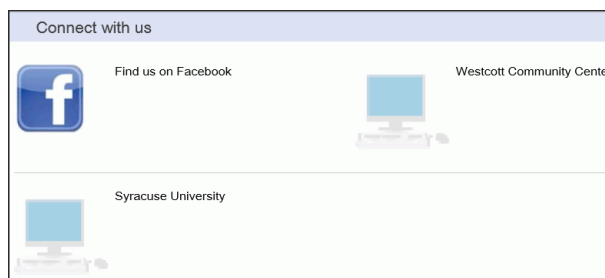 Connect with us
Find us on Facebook
Westcott Community Cente
Syracuse University